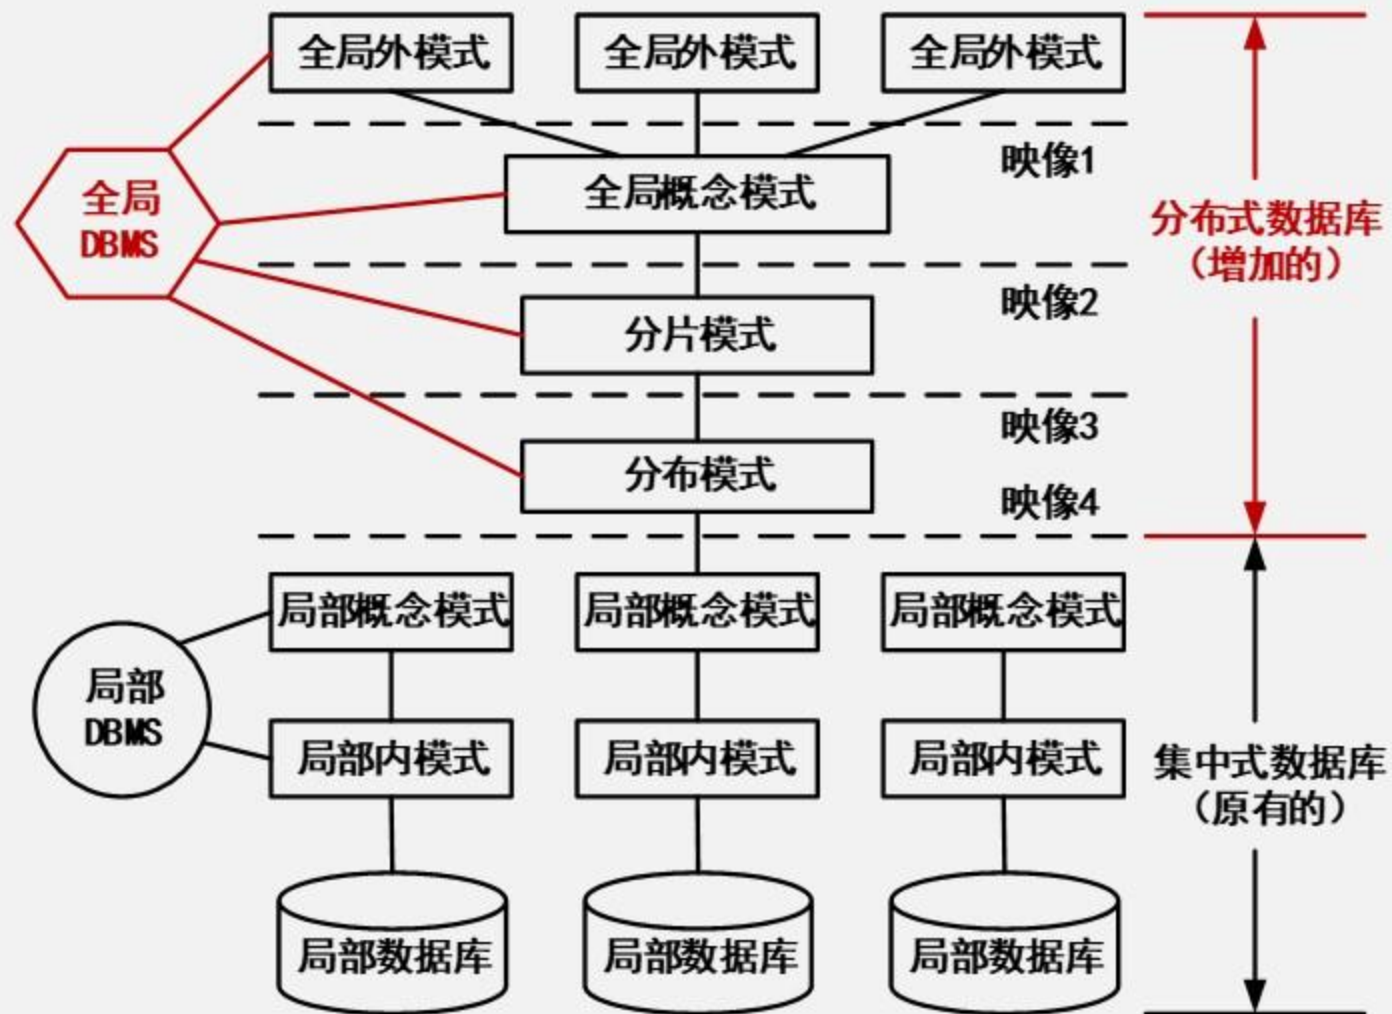 全局外模式
全局外模式
全局外模式
映像1
全局概念模式
全局
DBMS
分布式数据库
（增加的）
映像2
分片模式
映像3
分布模式
映像4
局部概念模式
局部概念模式
局部概念模式
局部
DBMS
局部内模式
局部内模式
局部内模式
集中式数据库
（原有的）
局部数据库
局部数据库
局部数据库